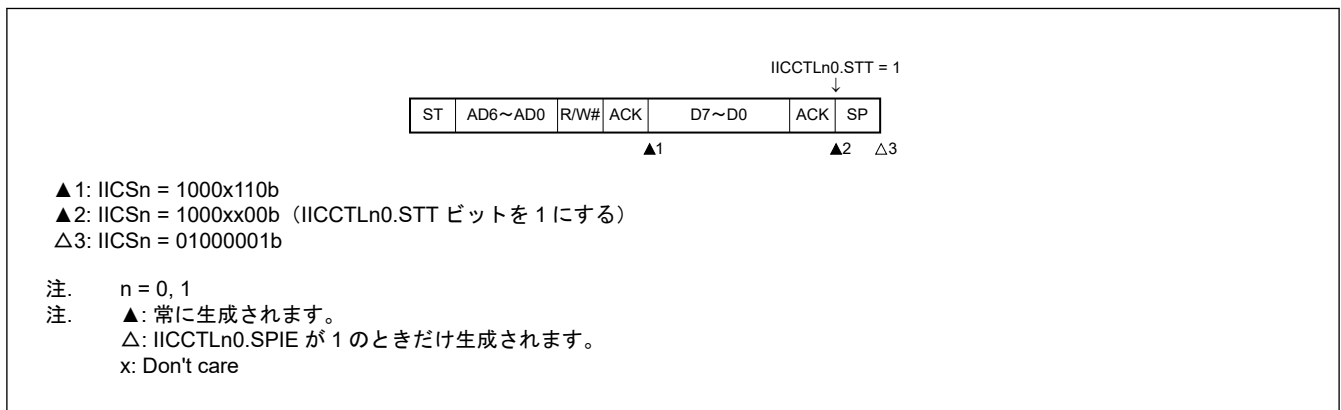 IICCTLn0.STT = 1
↓
ST AD6～AD0 R/W# ACK D7～D0 ACK SP
▲1 ▲2 △3
▲1: IICSn = 1000x110b
▲2: IICSn = 1000xx00b（IICCTLn0.STT ビットを 1 にする）
△3: IICSn = 01000001b
注. n = 0, 1
注. ▲: 常に生成されます。
△: IICCTLn0.SPIE が 1 のときだけ生成されます。
x: Don't care